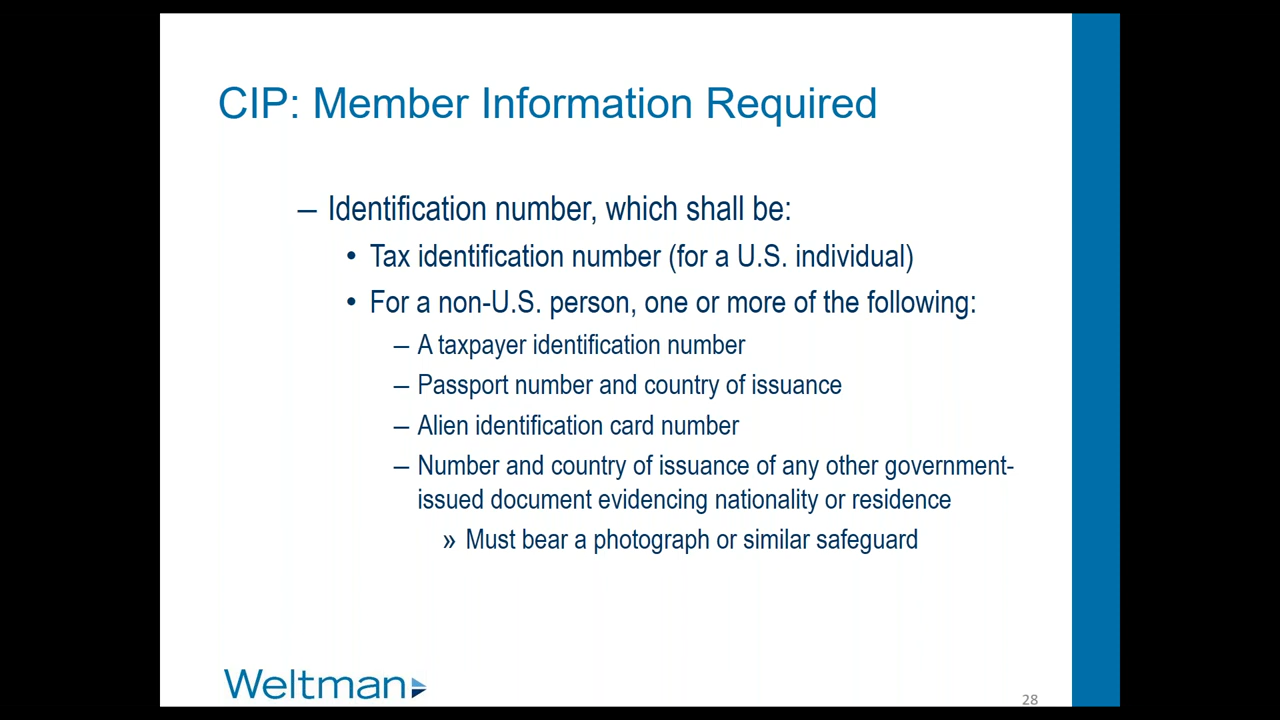 CIP: Member Information Required
– Identification number, which shall be:
• Tax identification number (for a U.S. individual)
• For a non-U.S. person, one or more of the following:
– A taxpayer identification number
– Passport number and country of issuance
– Alien identification card number
– Number and country of issuance of any other government-
issued document evidencing nationality or residence
» Must bear a photograph or similar safeguard
Weltman
28